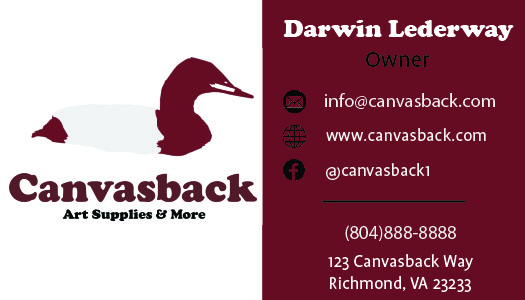 Canvasback
Art Supplies & More
Darwin Lederway
Owner
info@canvasback.com
www.canvasback.com
@canvasback1
(804)888-8888
123 Canvasback Way
Richmond, VA 23233